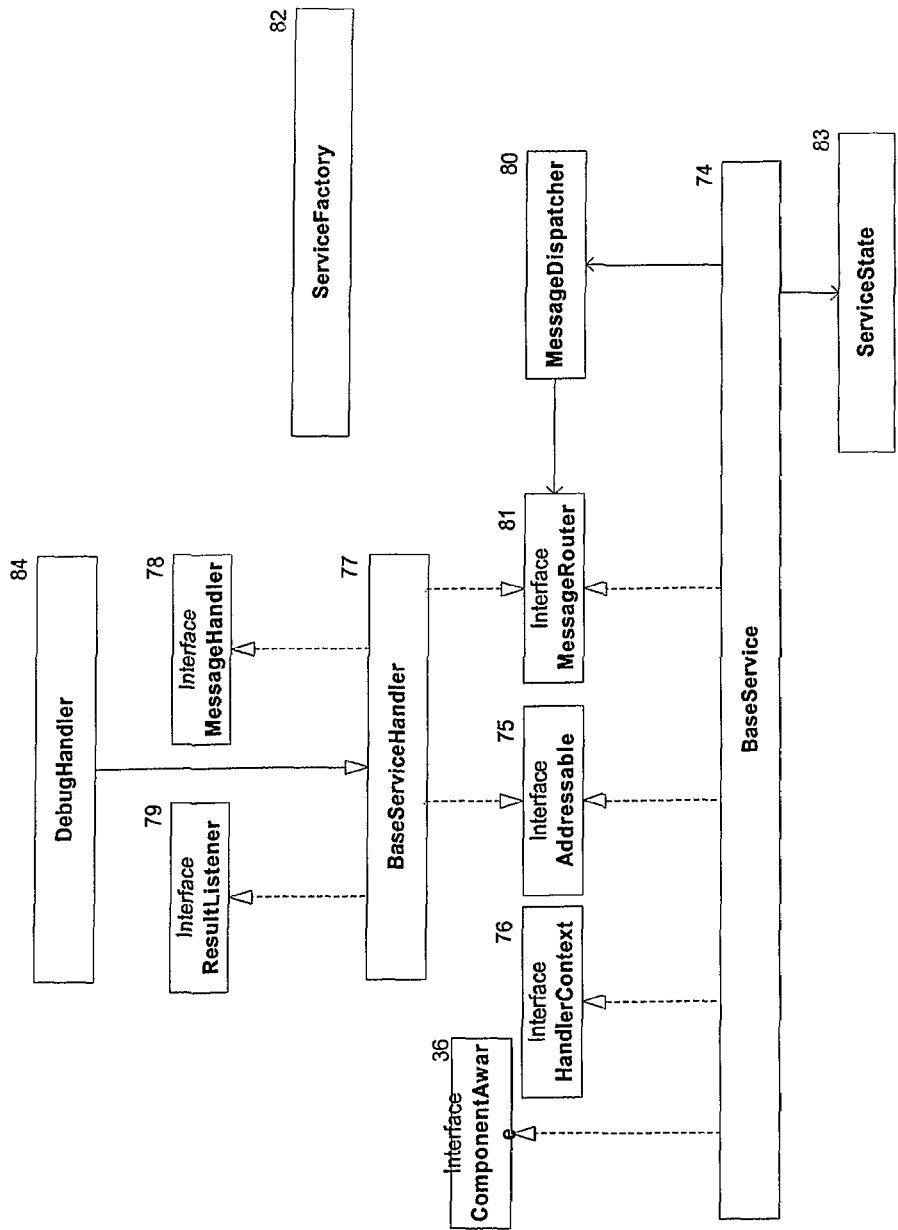 84
DebugHandler
79
Interface
ResultListener
78
Interface
MessageHandler
82
ServiceFactory
77
BaseServiceHandler
36
Interface
ComponentAwar
e
76
Interface
HandlerContext
75
Interface
Addressable
81
Interface
MessageRouter
80
MessageDispatcher
74
BaseService
83
ServiceState